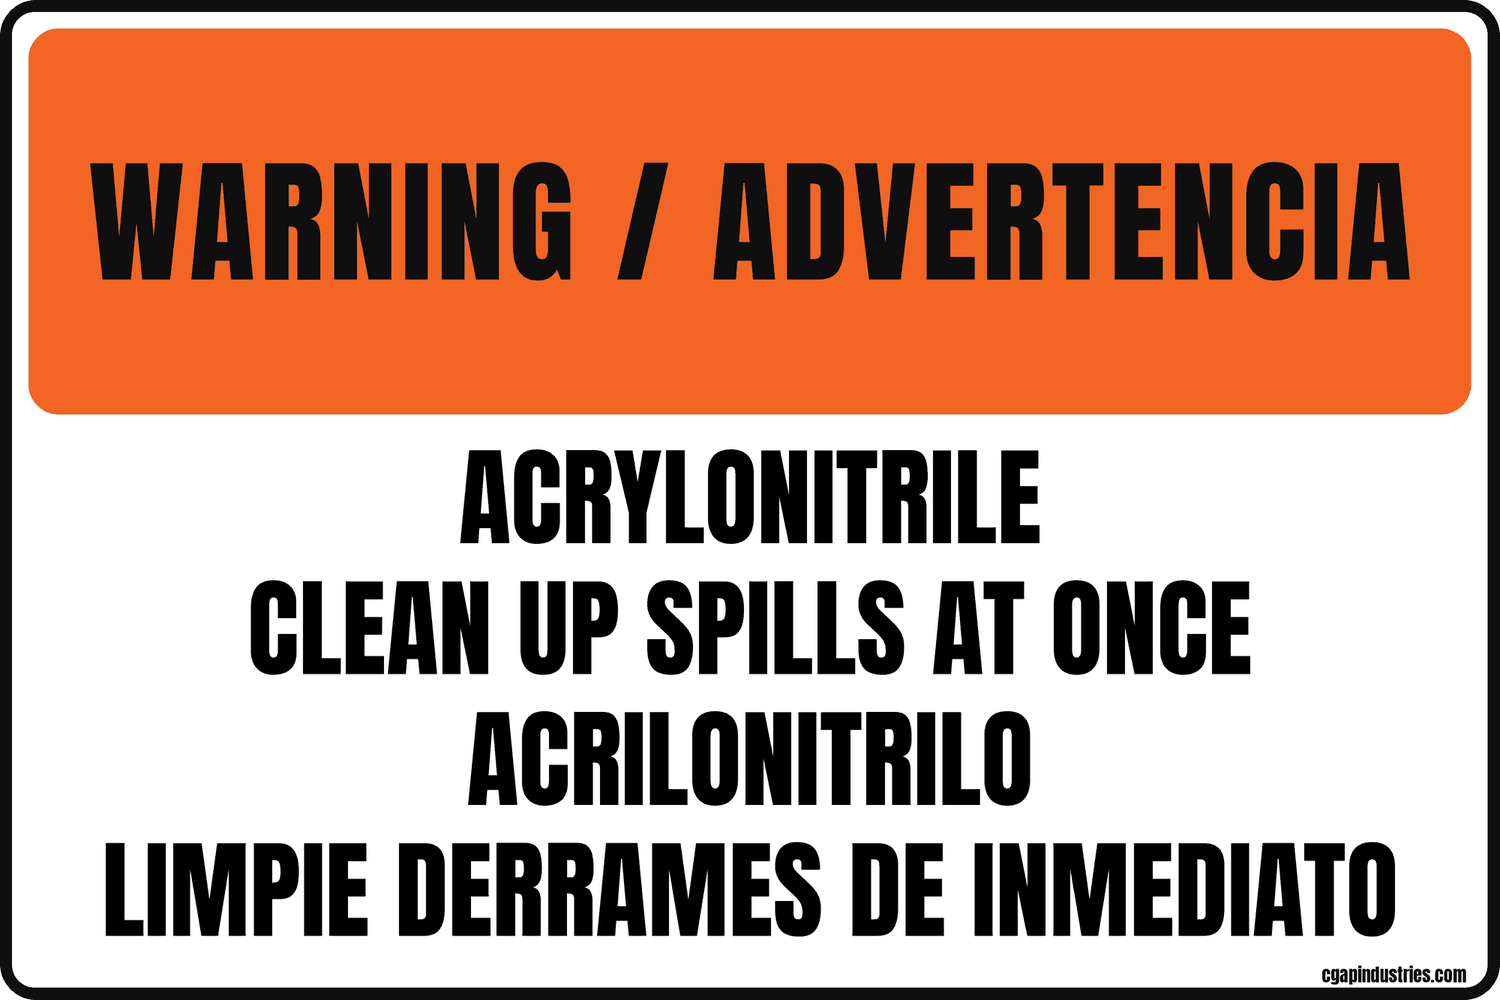 WARNING / ADVERTENCIA
ACRYLONITRILE
CLEAN UP SPILLS AT ONCE
ACRILONITRILO
LIMPIE DERRAMES DE INMEDIATO
cgapindustries.com